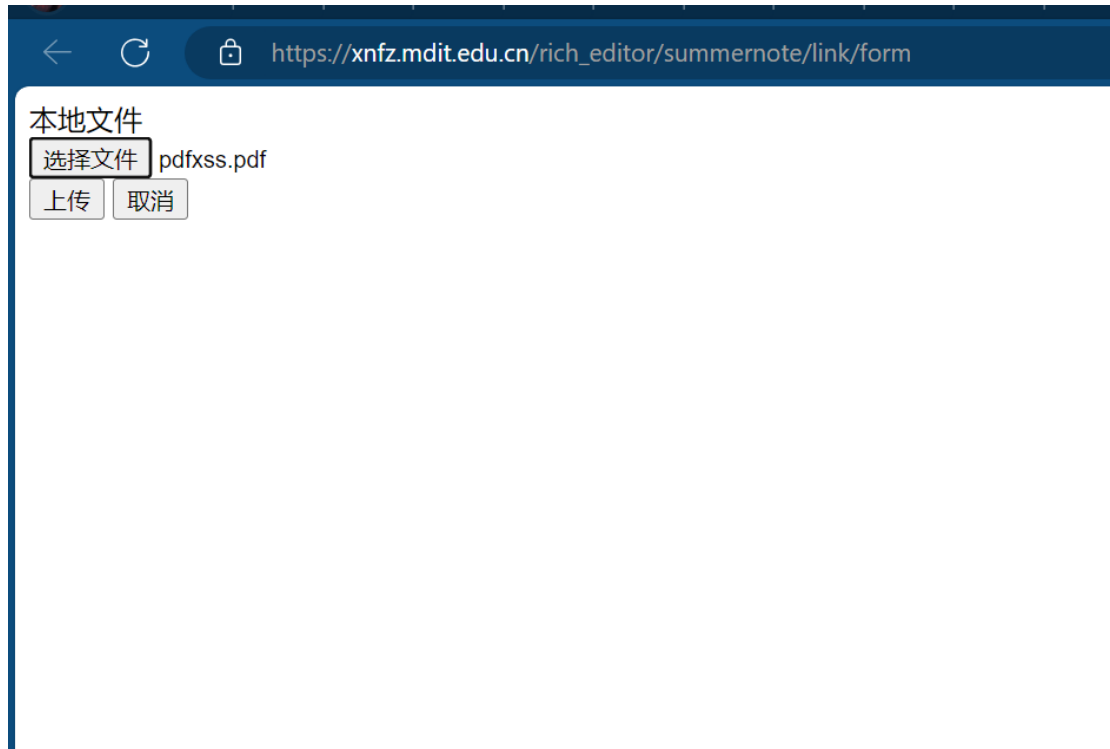 https://xnfz.mdit.edu.cn/rich_editor/summernote/link/form
本地文件
选择文件 pdfxss.pdf
上传 取消